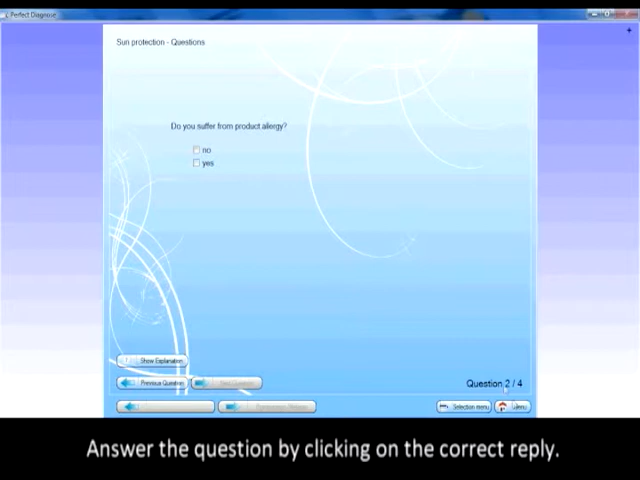 Perfect Diagnose
Sun protection - Questions
Do you suffer from product allergy?
no
yes
Show Explanation
Previous Question
Question 2 / 4
Selection menu
Menu
Answer the question by clicking on the correct reply.